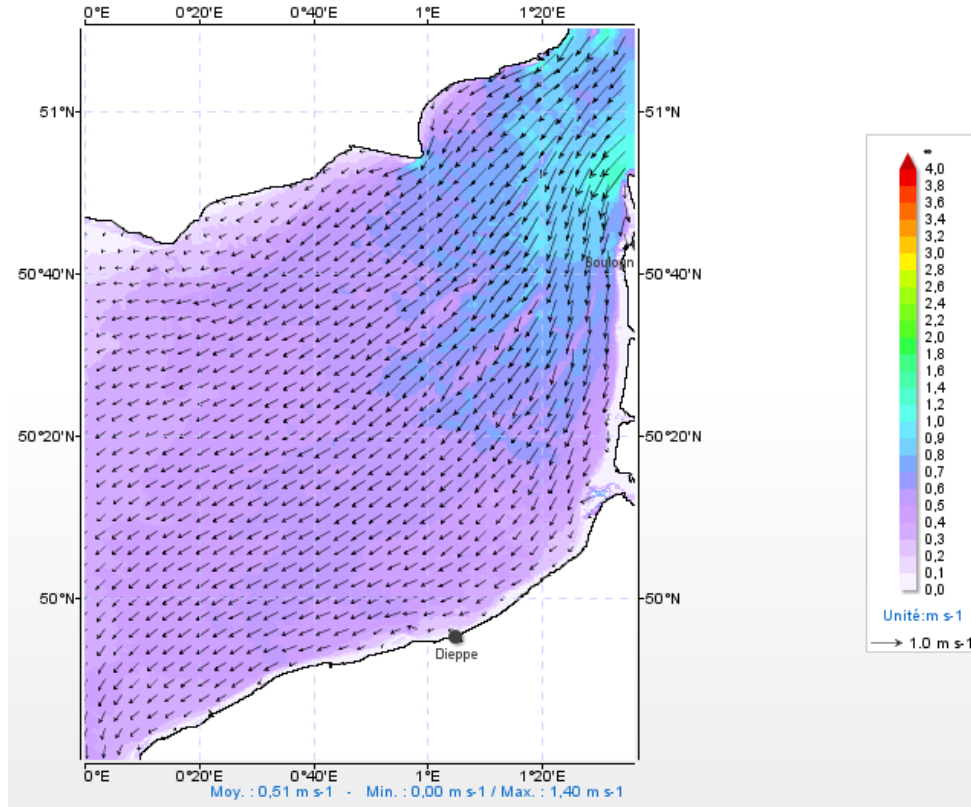 0°E 0°20'E 0°40'E 1°E 1°20'E
51°N 51°N
50°40'N 50°40'N
50°20'N 50°20'N
50°N 50°N
Boulogn
Dieppe
0°E 0°20'E 0°40'E 1°E 1°20'E
Moy. : 0,51 m s-1 - Min. : 0,00 m s-1 / Max. : 1,40 m s-1
∞
4,0
3,8
3,6
3,4
3,2
3,0
2,8
2,6
2,4
2,2
2,0
1,8
1,6
1,4
1,2
1,0
0,9
0,8
0,7
0,6
0,5
0,4
0,3
0,2
0,1
0,0
Unité:m s-1
1.0 m s-1